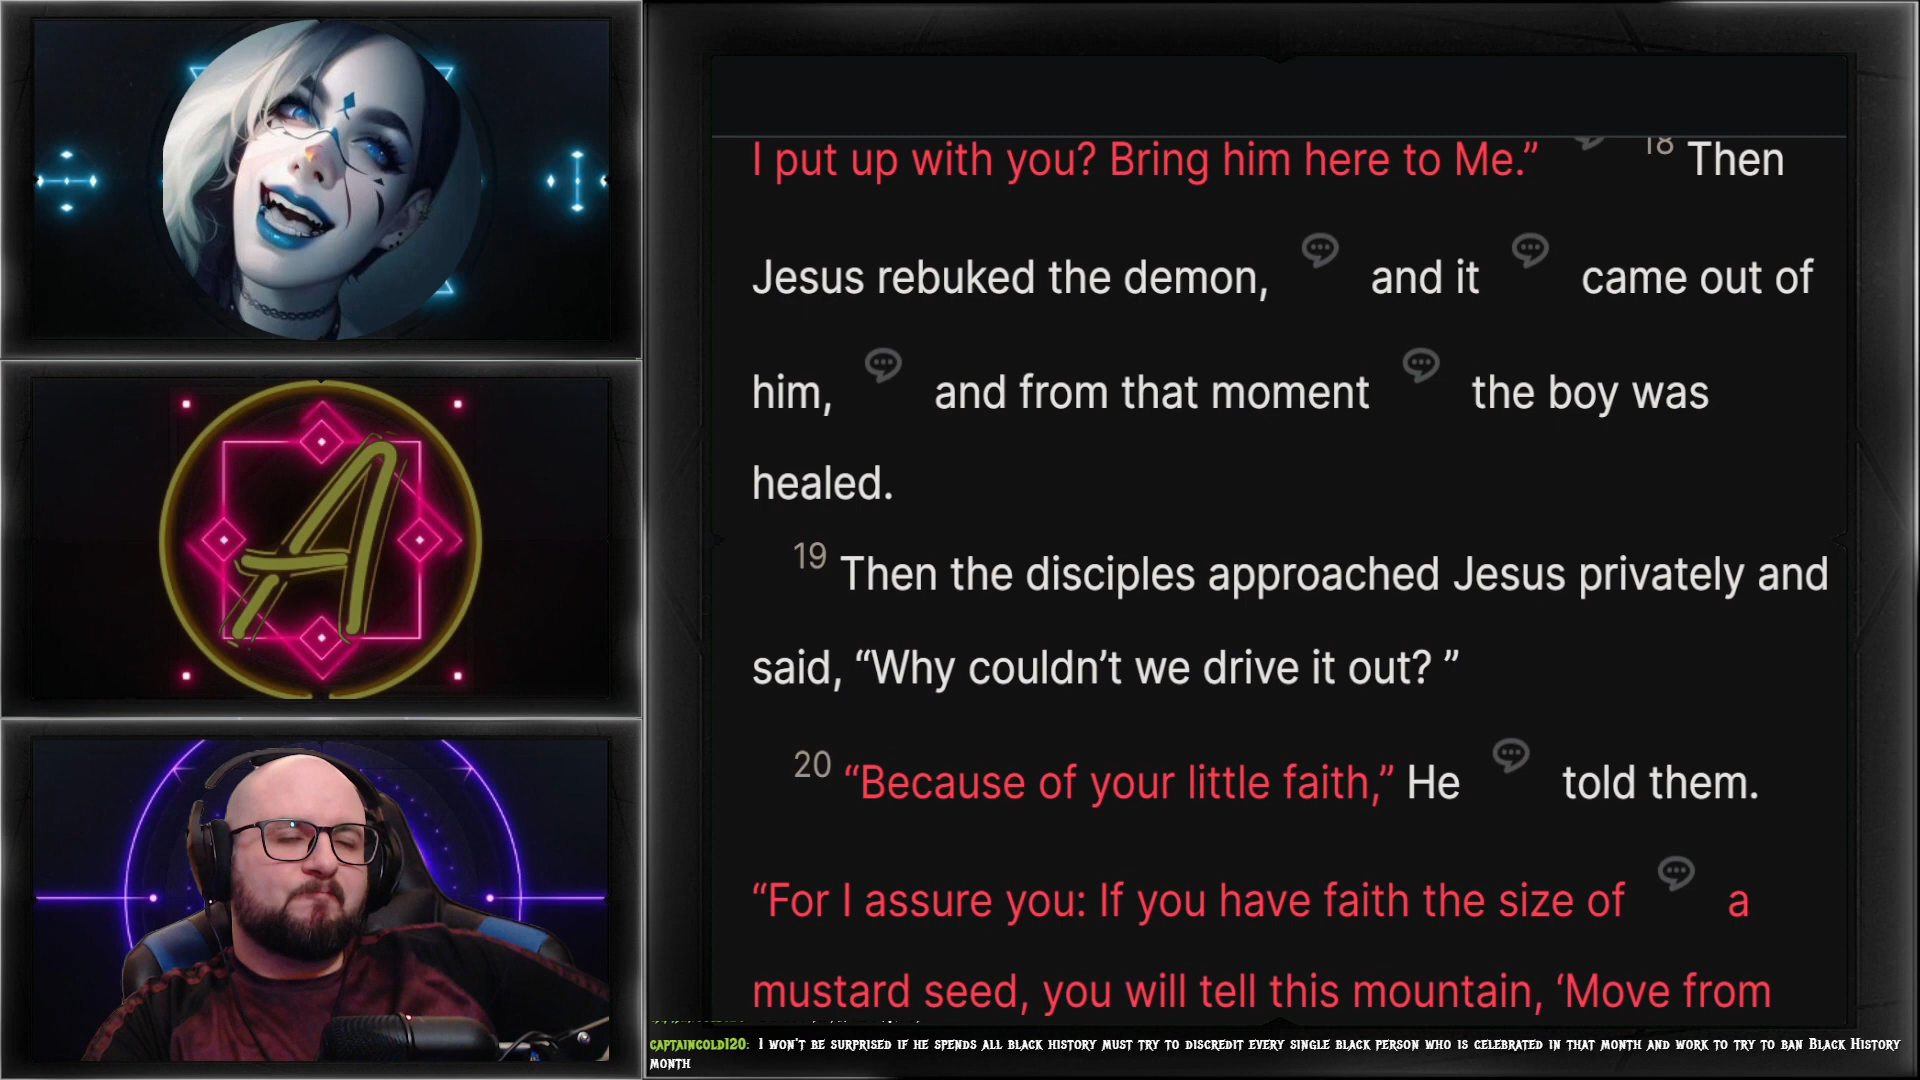 I put up with you? Bring him here to Me.” 18 Then
Jesus rebuked the demon, and it came out of
him, and from that moment the boy was
healed.
19 Then the disciples approached Jesus privately and
said, “Why couldn’t we drive it out? ”
20 “Because of your little faith,” He told them.
“For I assure you: If you have faith the size of a
mustard seed, you will tell this mountain, ‘Move from
CAPTAINCOLD120: I WON'T BE SURPRISED IF HE SPENDS ALL BLACK HISTORY MUST TRY TO DISCREDIT EVERY SINGLE BLACK PERSON WHO IS CELEBRATED IN THAT MONTH AND WORK TO TRY TO BAN BLACK HISTORY
MONTH
A